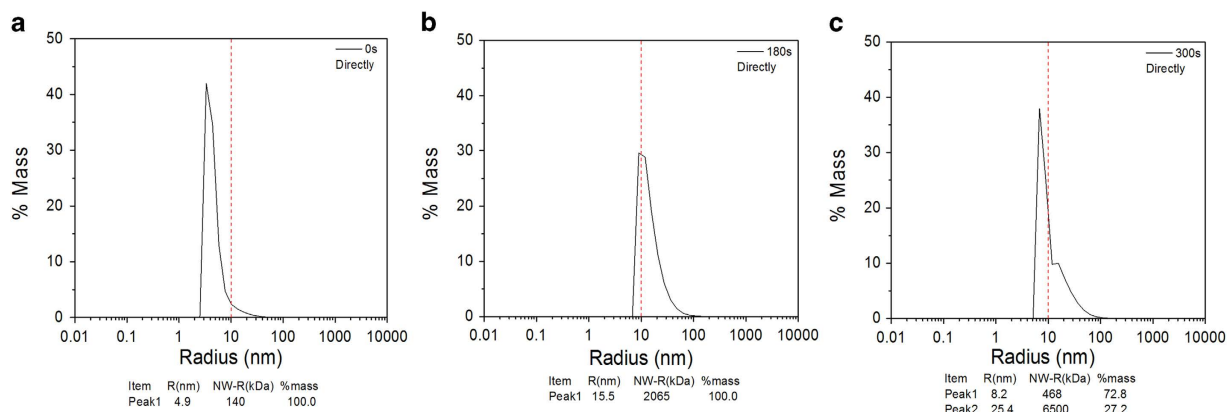 a
50
40
30
20
10
0
% Mass
0s
Directly
0.01 0.1 1 10 100 1000 10000
Radius (nm)
Item R(nm) NW-R(kDa) %mass
Peak1 4.9 140 100.0
b
50
40
30
20
10
0
% Mass
180s
Directly
0.01 0.1 1 10 100 1000 10000
Radius (nm)
Item R(nm) NW-R(kDa) %mass
Peak1 15.5 2065 100.0
c
50
40
30
20
10
0
% Mass
300s
Directly
0.01 0.1 1 10 100 1000 10000
Radius (nm)
Item R(nm) NW-R(kDa) %mass
Peak1 8.2 468 72.8
Peak2 25.4 6500 27.2